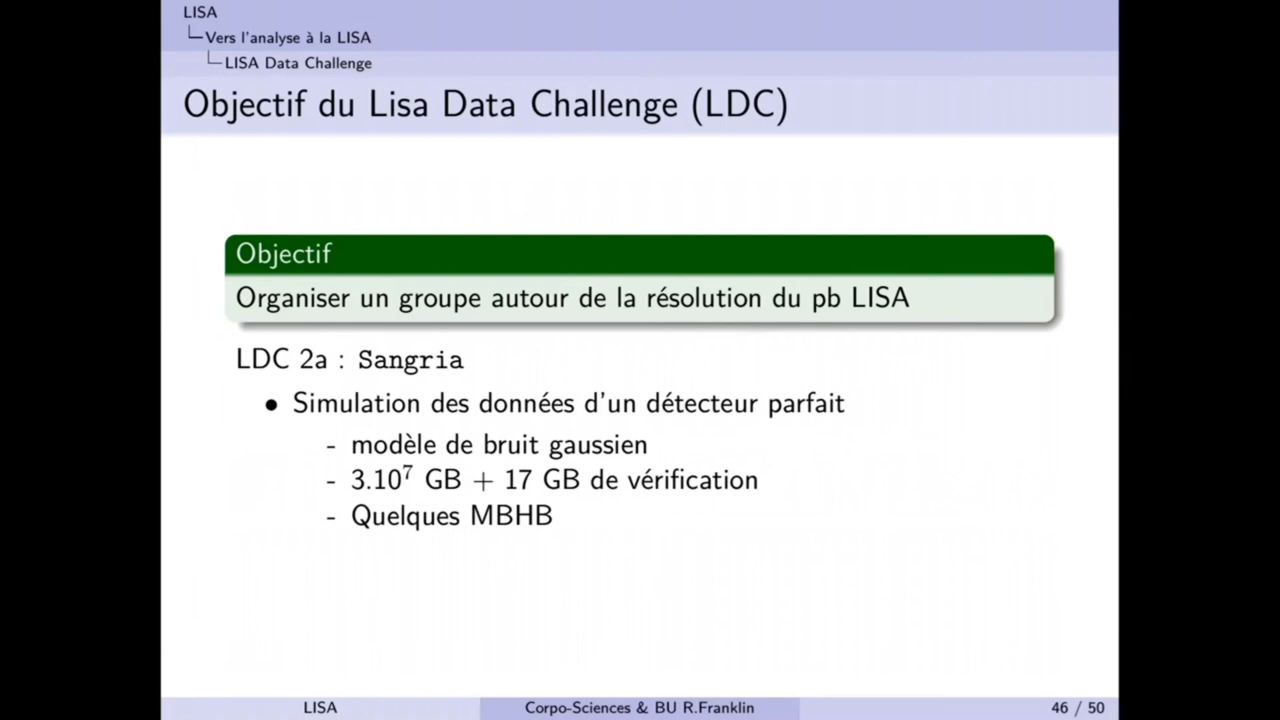 LISA
Vers l'analyse à la LISA
LISA Data Challenge
Objectif du Lisa Data Challenge (LDC)
Objectif
Organiser un groupe autour de la résolution du pb LISA
LDC 2a : Sangria
• Simulation des données d'un détecteur parfait
- modèle de bruit gaussien
- 3.10⁷ GB + 17 GB de vérification
- Quelques MBHB
LISA Corpo-Sciences & BU R.Franklin 46 / 50